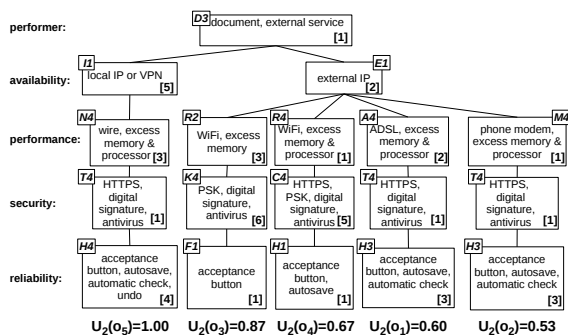 performer:
D3
document, external service
[1]
availability:
I1
local IP or VPN
[5]
E1
external IP
[2]
performance:
N4
wire, excess
memory &
processor
[3]
R2
WiFi, excess
memory
[3]
R4
WiFi, excess
memory &
processor
[1]
A4
ADSL, excess
memory &
processor
[2]
M4
phone modem,
excess memory &
processor
[1]
security:
T4
HTTPS,
digital
signature,
antivirus
[1]
K4
PSK, digital
signature,
antivirus
[6]
C4
HTTPS,
PSK, digital
signature,
antivirus
[5]
T4
HTTPS,
digital
signature,
antivirus
[1]
T4
HTTPS,
digital
signature,
antivirus
[1]
reliability:
H4
acceptance
button, autosave,
automatic check,
undo
[4]
F1
acceptance
button
[1]
H1
acceptance
button,
autosave
[1]
H3
acceptance
button, autosave,
automatic check
[3]
H3
acceptance
button, autosave,
automatic check
[3]
U2(o5)=1.00
U2(o3)=0.87
U2(o4)=0.67
U2(o1)=0.60
U2(o2)=0.53